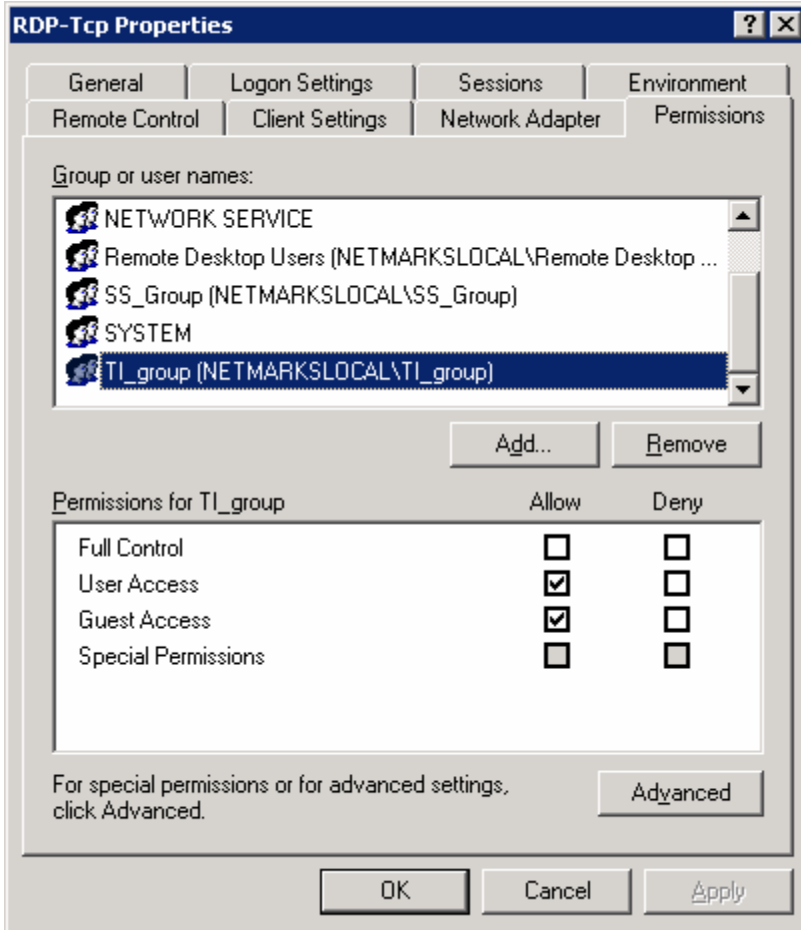 RDP-Tcp Properties
General Logon Settings Sessions Environment
Remote Control Client Settings Network Adapter Permissions
Group or user names:
NETWORK SERVICE
Remote Desktop Users (NETMARKSLOCAL\Remote Desktop ...
SS_Group (NETMARKSLOCAL\SS_Group)
SYSTEM
TI_group (NETMARKSLOCAL\TI_group)
Add... Remove
Permissions for TI_group Allow Deny
Full Control
User Access
Guest Access
Special Permissions
For special permissions or for advanced settings,
click Advanced.
Advanced
OK Cancel Apply